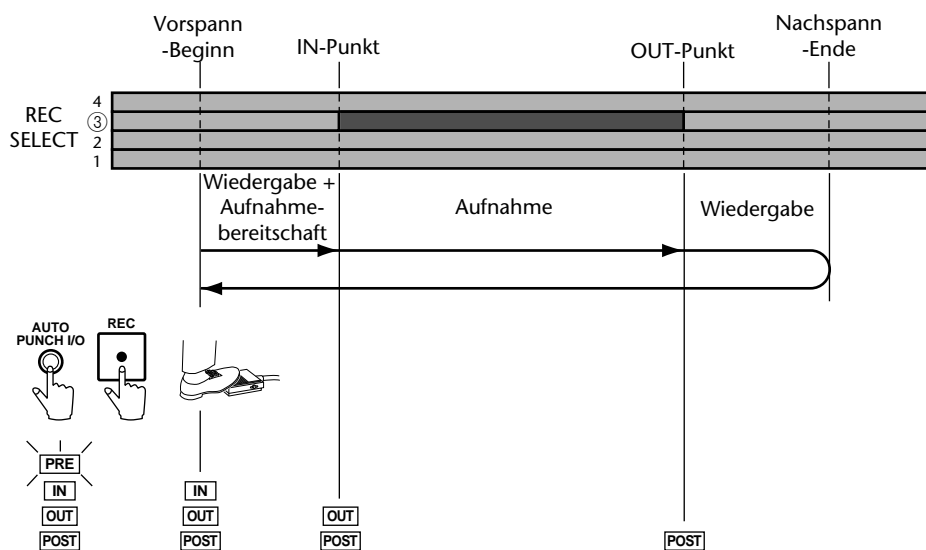 Vorspann
-Beginn
IN-Punkt
OUT-Punkt
Nachspann
-Ende
REC
SELECT
4
③
2
1
Wiedergabe +
Aufnahme-
bereitschaft
Aufnahme
Wiedergabe
AUTO
PUNCH I/O
REC
PRE
IN
OUT
POST
IN
OUT
POST
OUT
POST
POST